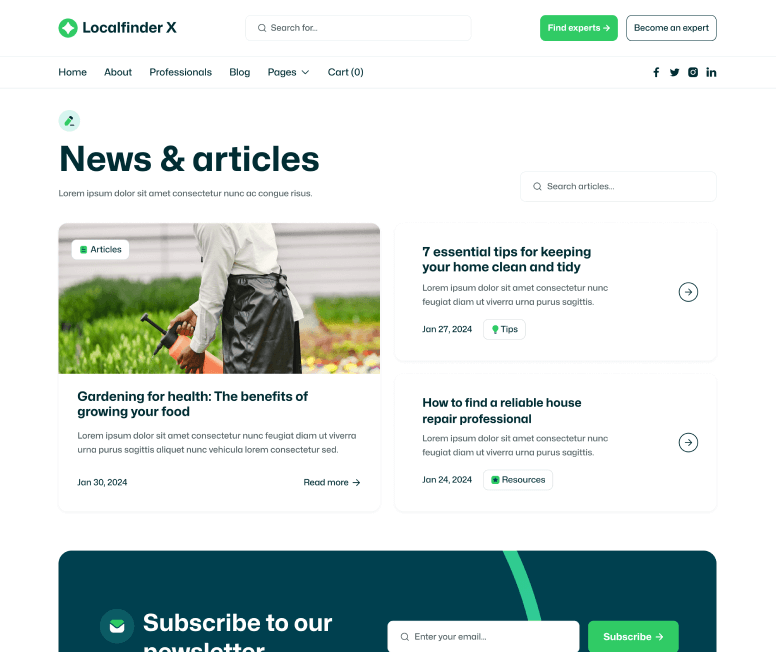 Localfinder X
Search for...
Find experts →
Become an expert
Home
About
Professionals
Blog
Pages
Cart (0)
News & articles
Lorem ipsum dolor sit amet consectetur nunc ac congue risus.
Search articles...
Articles
Gardening for health: The benefits of
growing your food
Lorem ipsum dolor sit amet consectetur nunc feugiat diam ut viverra
urna purus sagittis aliquet nunc vehicula lorem consectetur sed.
Jan 30, 2024
Read more →
7 essential tips for keeping
your home clean and tidy
Lorem ipsum dolor sit amet consectetur nunc
feugiat diam ut viverra urna purus sagittis.
Jan 27, 2024
Tips
How to find a reliable house
repair professional
Lorem ipsum dolor sit amet consectetur nunc
feugiat diam ut viverra urna purus sagittis.
Jan 24, 2024
Resources
Subscribe to our
newsletter
Enter your email...
Subscribe →